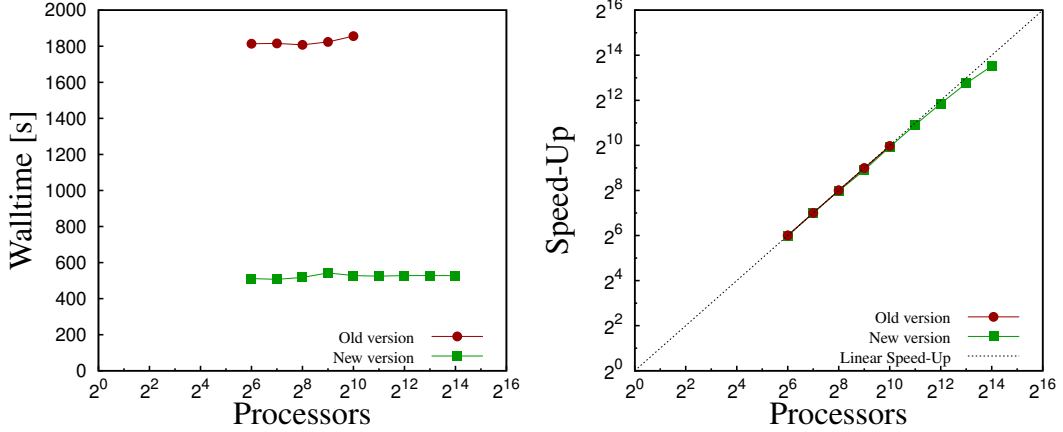 2000
1800
1600
1400
1200
1000
800
600
400
200
0
Walltime [s]
Old version
New version
2^0 2^2 2^4 2^6 2^8 2^10 2^12 2^14 2^16
Processors
2^16
2^14
2^12
2^10
2^8
2^6
2^4
2^2
2^0
Speed-Up
Old version
New version
Linear Speed-Up
2^0 2^2 2^4 2^6 2^8 2^10 2^12 2^14 2^16
Processors